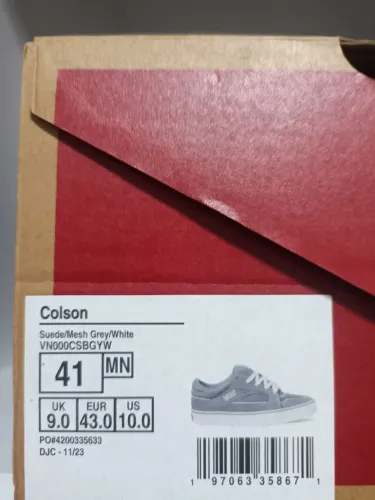 Colson
Suede/Mesh Grey/White
VN000CSBGYW
41 MN
UK EUR US
9.0 43.0 10.0
PO#4200335633
DJC - 11/23
1 97063 35867 1